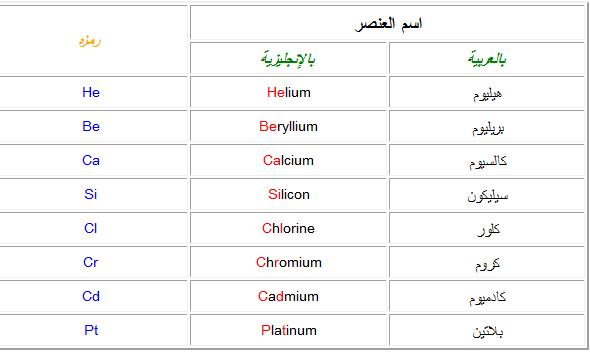 اسم العنصر
رمزه
بالعربية بالإنجليزية
هيليوم Helium He
بريليوم Beryllium Be
كالسيوم Calcium Ca
سيليكون Silicon Si
كلور Chlorine Cl
كروم Chromium Cr
كادميوم Cadmium Cd
بلاتين Platinum Pt